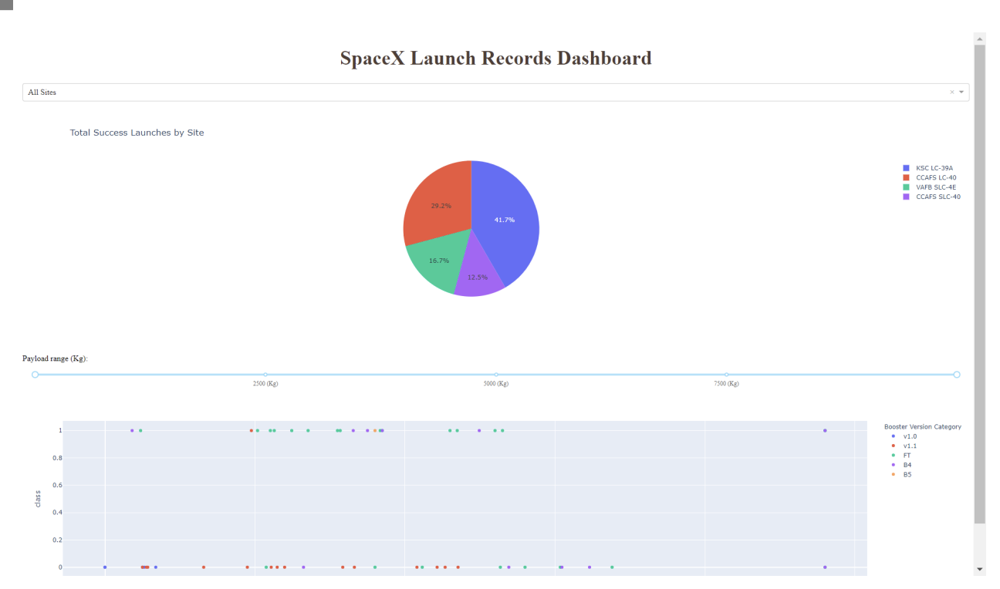 SpaceX Launch Records Dashboard
All Sites
Total Success Launches by Site
KSC LC-39A
CCAFS LC-40
VAFB SLC-4E
CCAFS SLC-40
29.2%
41.7%
16.7%
12.5%
Payload range (Kg):
2500 (Kg) 5000 (Kg) 7500 (Kg)
Booster Version Category
v1.0
v1.1
FT
B4
B5
class
1
0.8
0.6
0.4
0.2
0